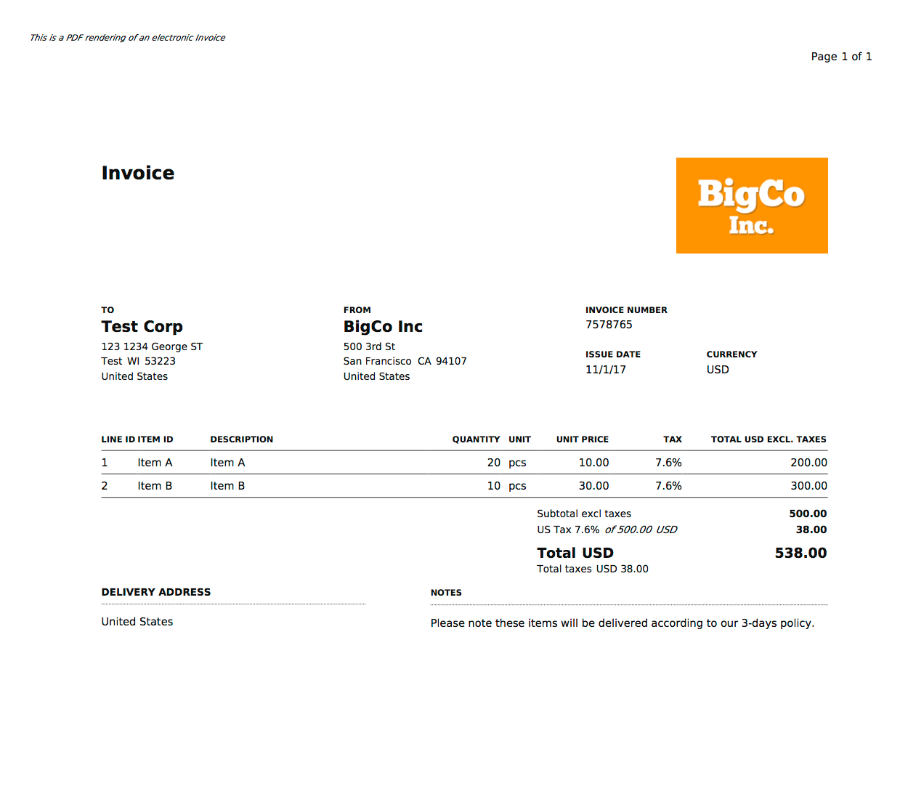 This is a PDF rendering of an electronic Invoice
Page 1 of 1
Invoice
BigCo
Inc.
TO
Test Corp
123 1234 George ST
Test WI 53223
United States
FROM
BigCo Inc
500 3rd St
San Francisco CA 94107
United States
INVOICE NUMBER
7578765
ISSUE DATE CURRENCY
11/1/17 USD
LINE ID ITEM ID DESCRIPTION QUANTITY UNIT UNIT PRICE TAX TOTAL USD EXCL. TAXES
1 Item A Item A 20 pcs 10.00 7.6% 200.00
2 Item B Item B 10 pcs 30.00 7.6% 300.00
Subtotal excl taxes 500.00
US Tax 7.6% of 500.00 USD 38.00
Total USD 538.00
Total taxes USD 38.00
DELIVERY ADDRESS
United States
NOTES
Please note these items will be delivered according to our 3-days policy.